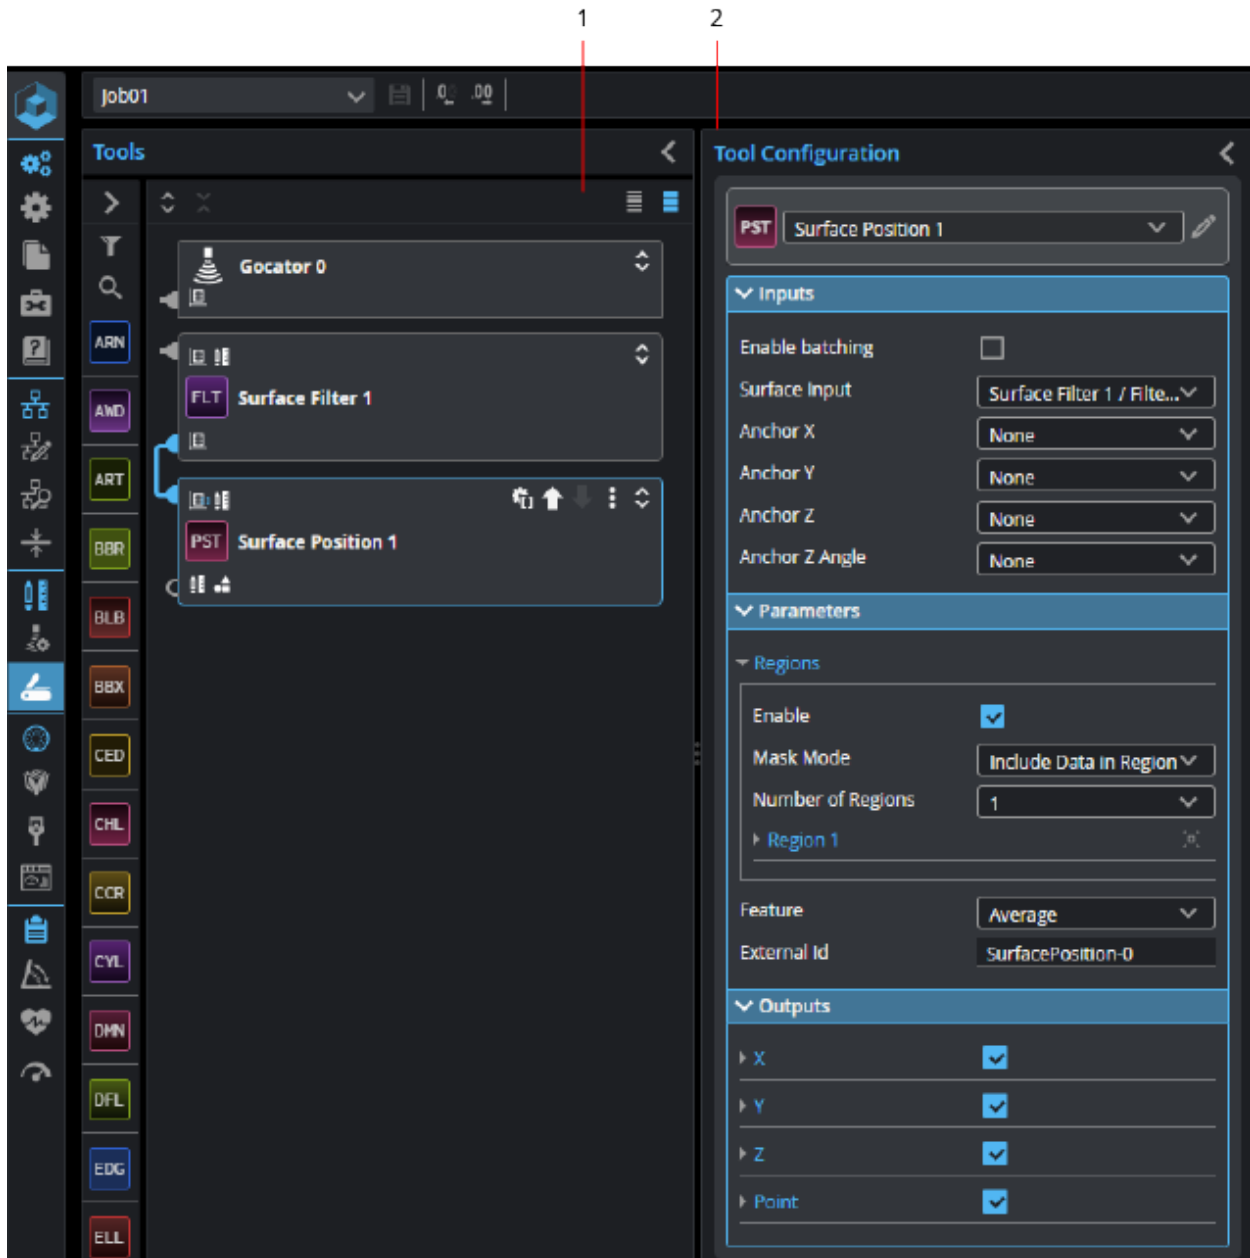 1 2
Job01
.0 .00
Tools
Gocator 0
FLT Surface Filter 1
PST Surface Position 1
ARN
AWD
ART
BBR
BLB
BBX
CED
CHL
CCR
CYL
DMN
DFL
EDG
ELL
Tool Configuration
PST Surface Position 1
Inputs
Enable batching
Surface Input Surface Filter 1 / Filte...
Anchor X None
Anchor Y None
Anchor Z None
Anchor Z Angle None
Parameters
Regions
Enable
Mask Mode Include Data in Region
Number of Regions 1
Region 1
Feature Average
External Id SurfacePosition-0
Outputs
X
Y
Z
Point